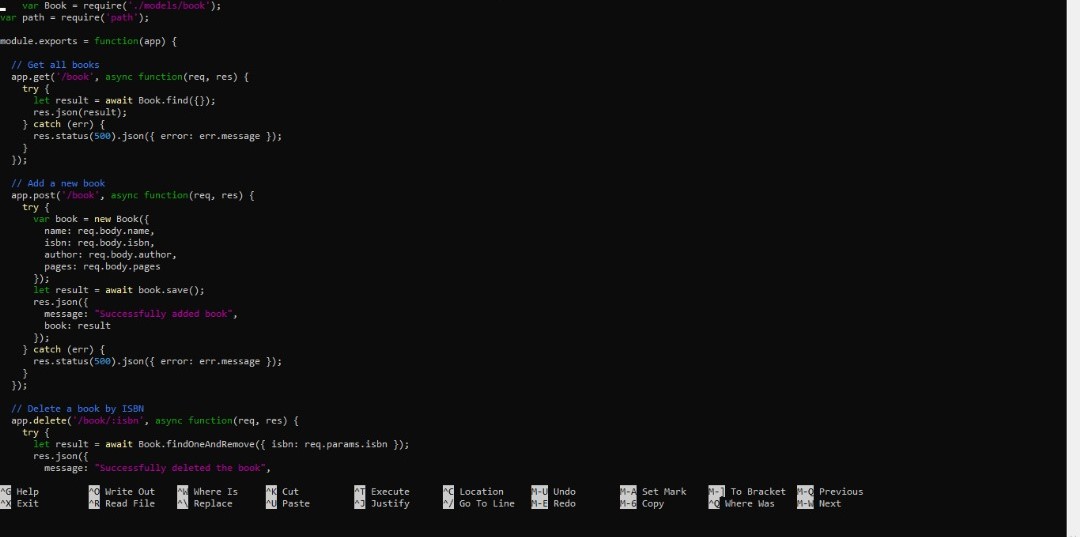 var Book = require('./models/book');
var path = require('path');
module.exports = function(app) {
// Get all books
app.get('/book', async function(req, res) {
try {
let result = await Book.find({});
res.json(result);
} catch (err) {
res.status(500).json({ error: err.message });
}
});
// Add a new book
app.post('/book', async function(req, res) {
try {
var book = new Book({
name: req.body.name,
isbn: req.body.isbn,
author: req.body.author,
pages: req.body.pages
});
let result = await book.save();
res.json({
message: "Successfully added book",
book: result
});
} catch (err) {
res.status(500).json({ error: err.message });
}
});
// Delete a book by ISBN
app.delete('/book/:isbn', async function(req, res) {
try {
let result = await Book.findOneAndRemove({ isbn: req.params.isbn });
res.json({
message: "Successfully deleted the book",
^G Help ^O Write Out ^W Where Is ^K Cut ^T Execute ^C Location M-U Undo M-A Set Mark M-] To Bracket M-Q Previous
^X Exit ^R Read File ^\ Replace ^U Paste ^J Justify ^/ Go To Line M-E Redo M-6 Copy ^Q Where Was M-W Next